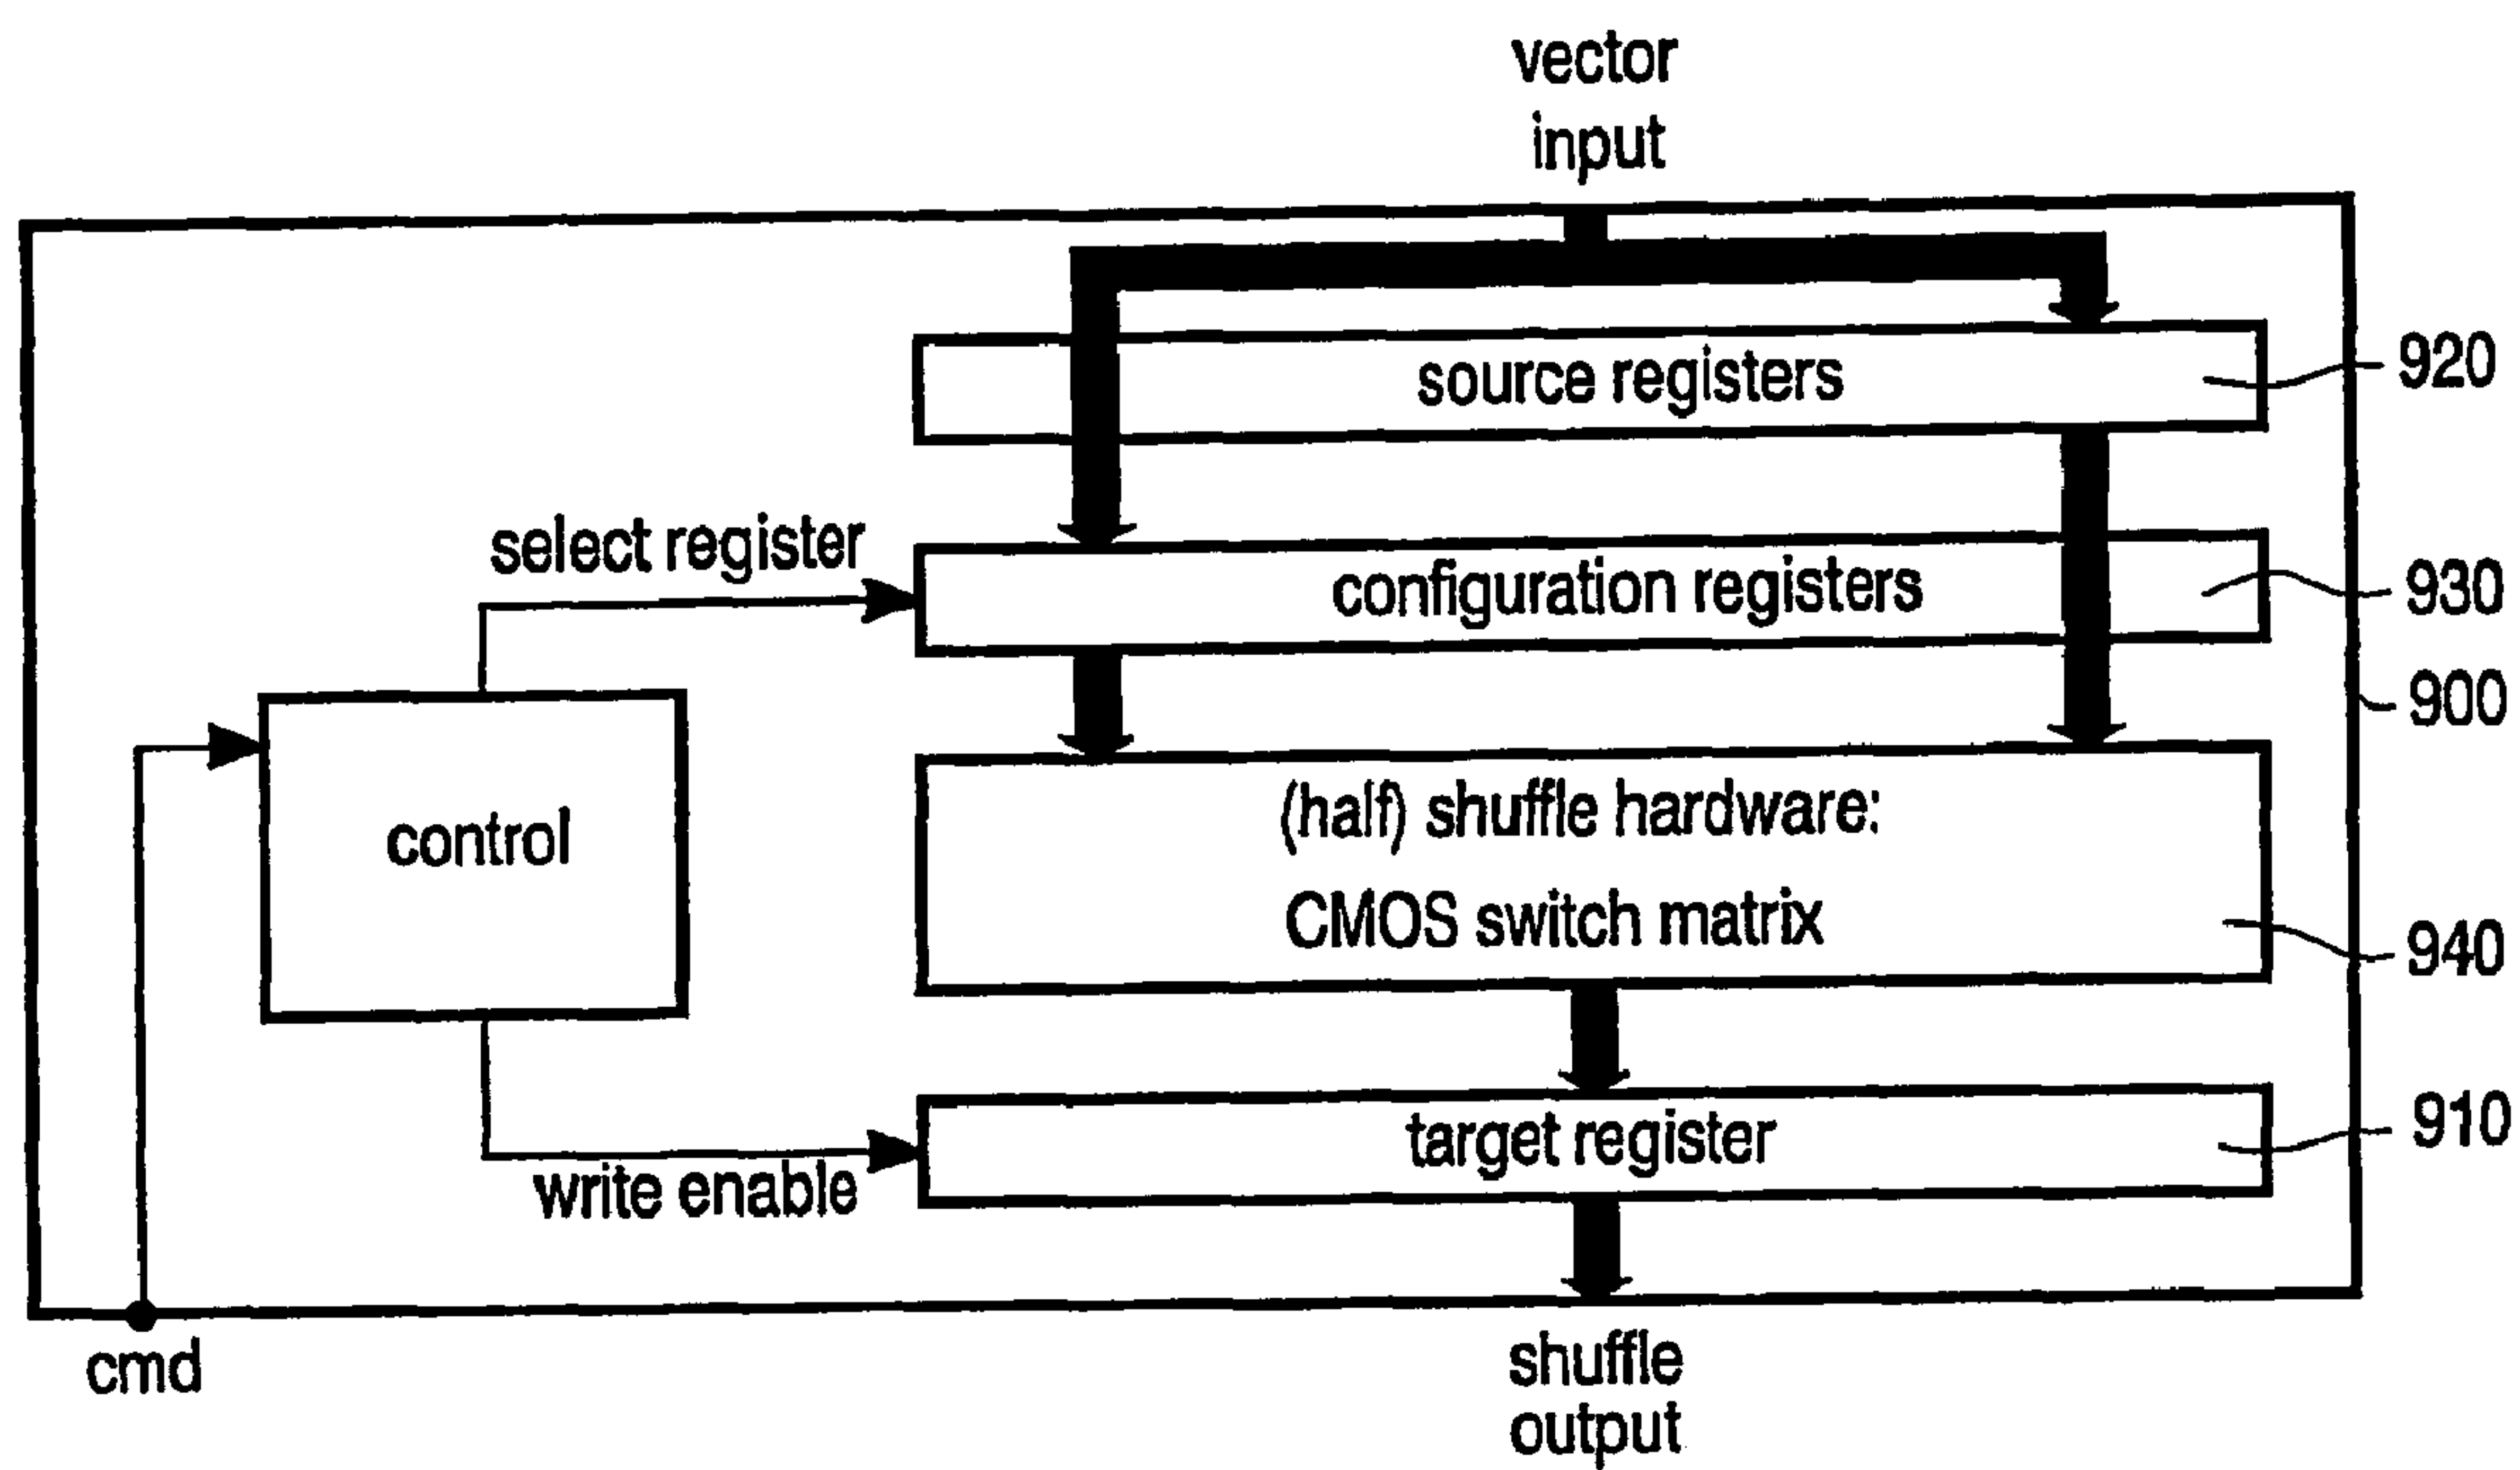 vector
input
source registers
920
select register
configuration registers
930
900
control
(half) shuffle hardware:
CMOS switch matrix
940
target register
910
write enable
cmd
shuffle
output